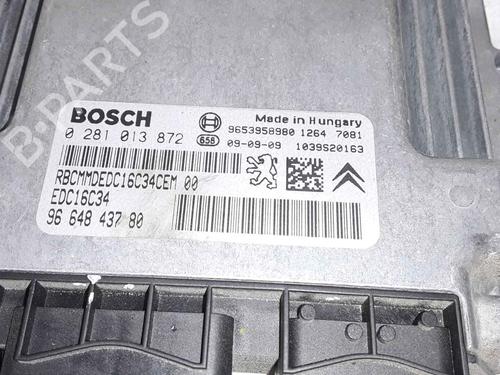 B-PARTS
BOSCH
0 281 013 872
658
Made in Hungary
9653958980 1264 7081
09-09-09 1039S20163
RBCMMDEDC16C34CEM 00
EDC16C34
96 648 437 80